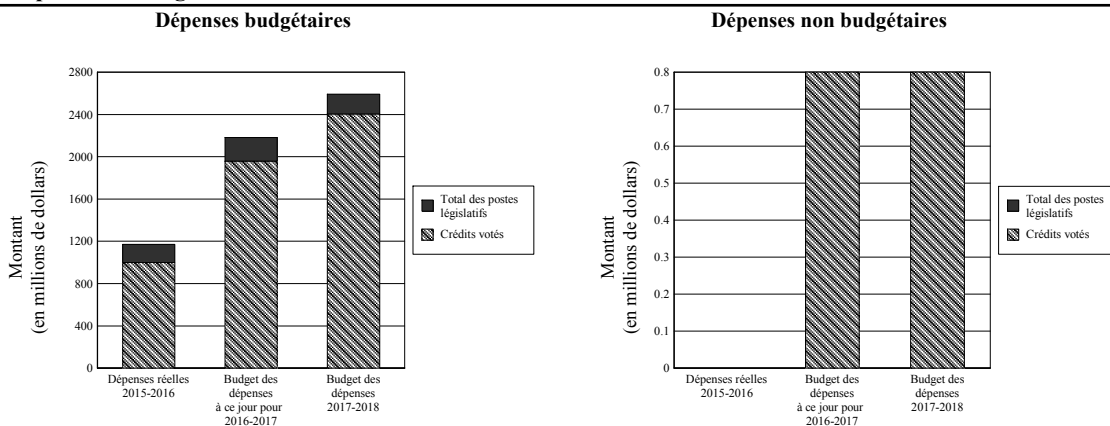 Dépenses budgétaires
Dépenses non budgétaires
Montant
(en millions de dollars)
2800
2400
2000
1600
1200
800
400
0
Dépenses réelles
2015-2016
Budget des
dépenses
à ce jour pour
2016-2017
Budget des
dépenses
2017-2018
Total des postes
législatifs
Crédits votés
Montant
(en millions de dollars)
0.8
0.7
0.6
0.5
0.4
0.3
0.2
0.1
0
Dépenses réelles
2015-2016
Budget des
dépenses
à ce jour pour
2016-2017
Budget des
dépenses
2017-2018
Total des postes
législatifs
Crédits votés